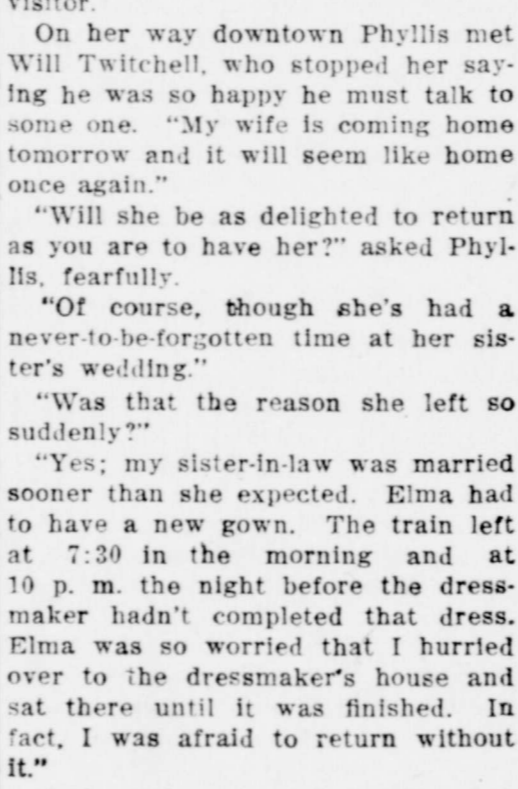 visitor.
On her way downtown Phyllis met
Will Twitchell, who stopped her say-
ing he was so happy he must talk to
some one. "My wife is coming home
tomorrow and it will seem like home
once again."
"Will she be as delighted to return
as you are to have her?" asked Phyl-
lis, fearfully.
"Of course, though she's had a
never-to-be-forgotten time at her sis-
ter's wedding."
"Was that the reason she left so
suddenly?"
"Yes; my sister-in-law was married
sooner than she expected. Elma had
to have a new gown. The train left
at 7:30 in the morning and at
10 p. m. the night before the dress-
maker hadn't completed that dress.
Elma was so worried that I hurried
over to the dressmaker's house and
sat there until it was finished. In
fact, I was afraid to return without
it."